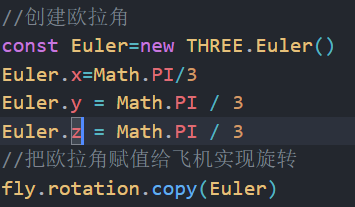 //创建欧拉角
const Euler=new THREE.Euler()
Euler.x=Math.PI/3
Euler.y = Math.PI / 3
Euler.z = Math.PI / 3
//把欧拉角赋值给飞机实现旋转
fly.rotation.copy(Euler)